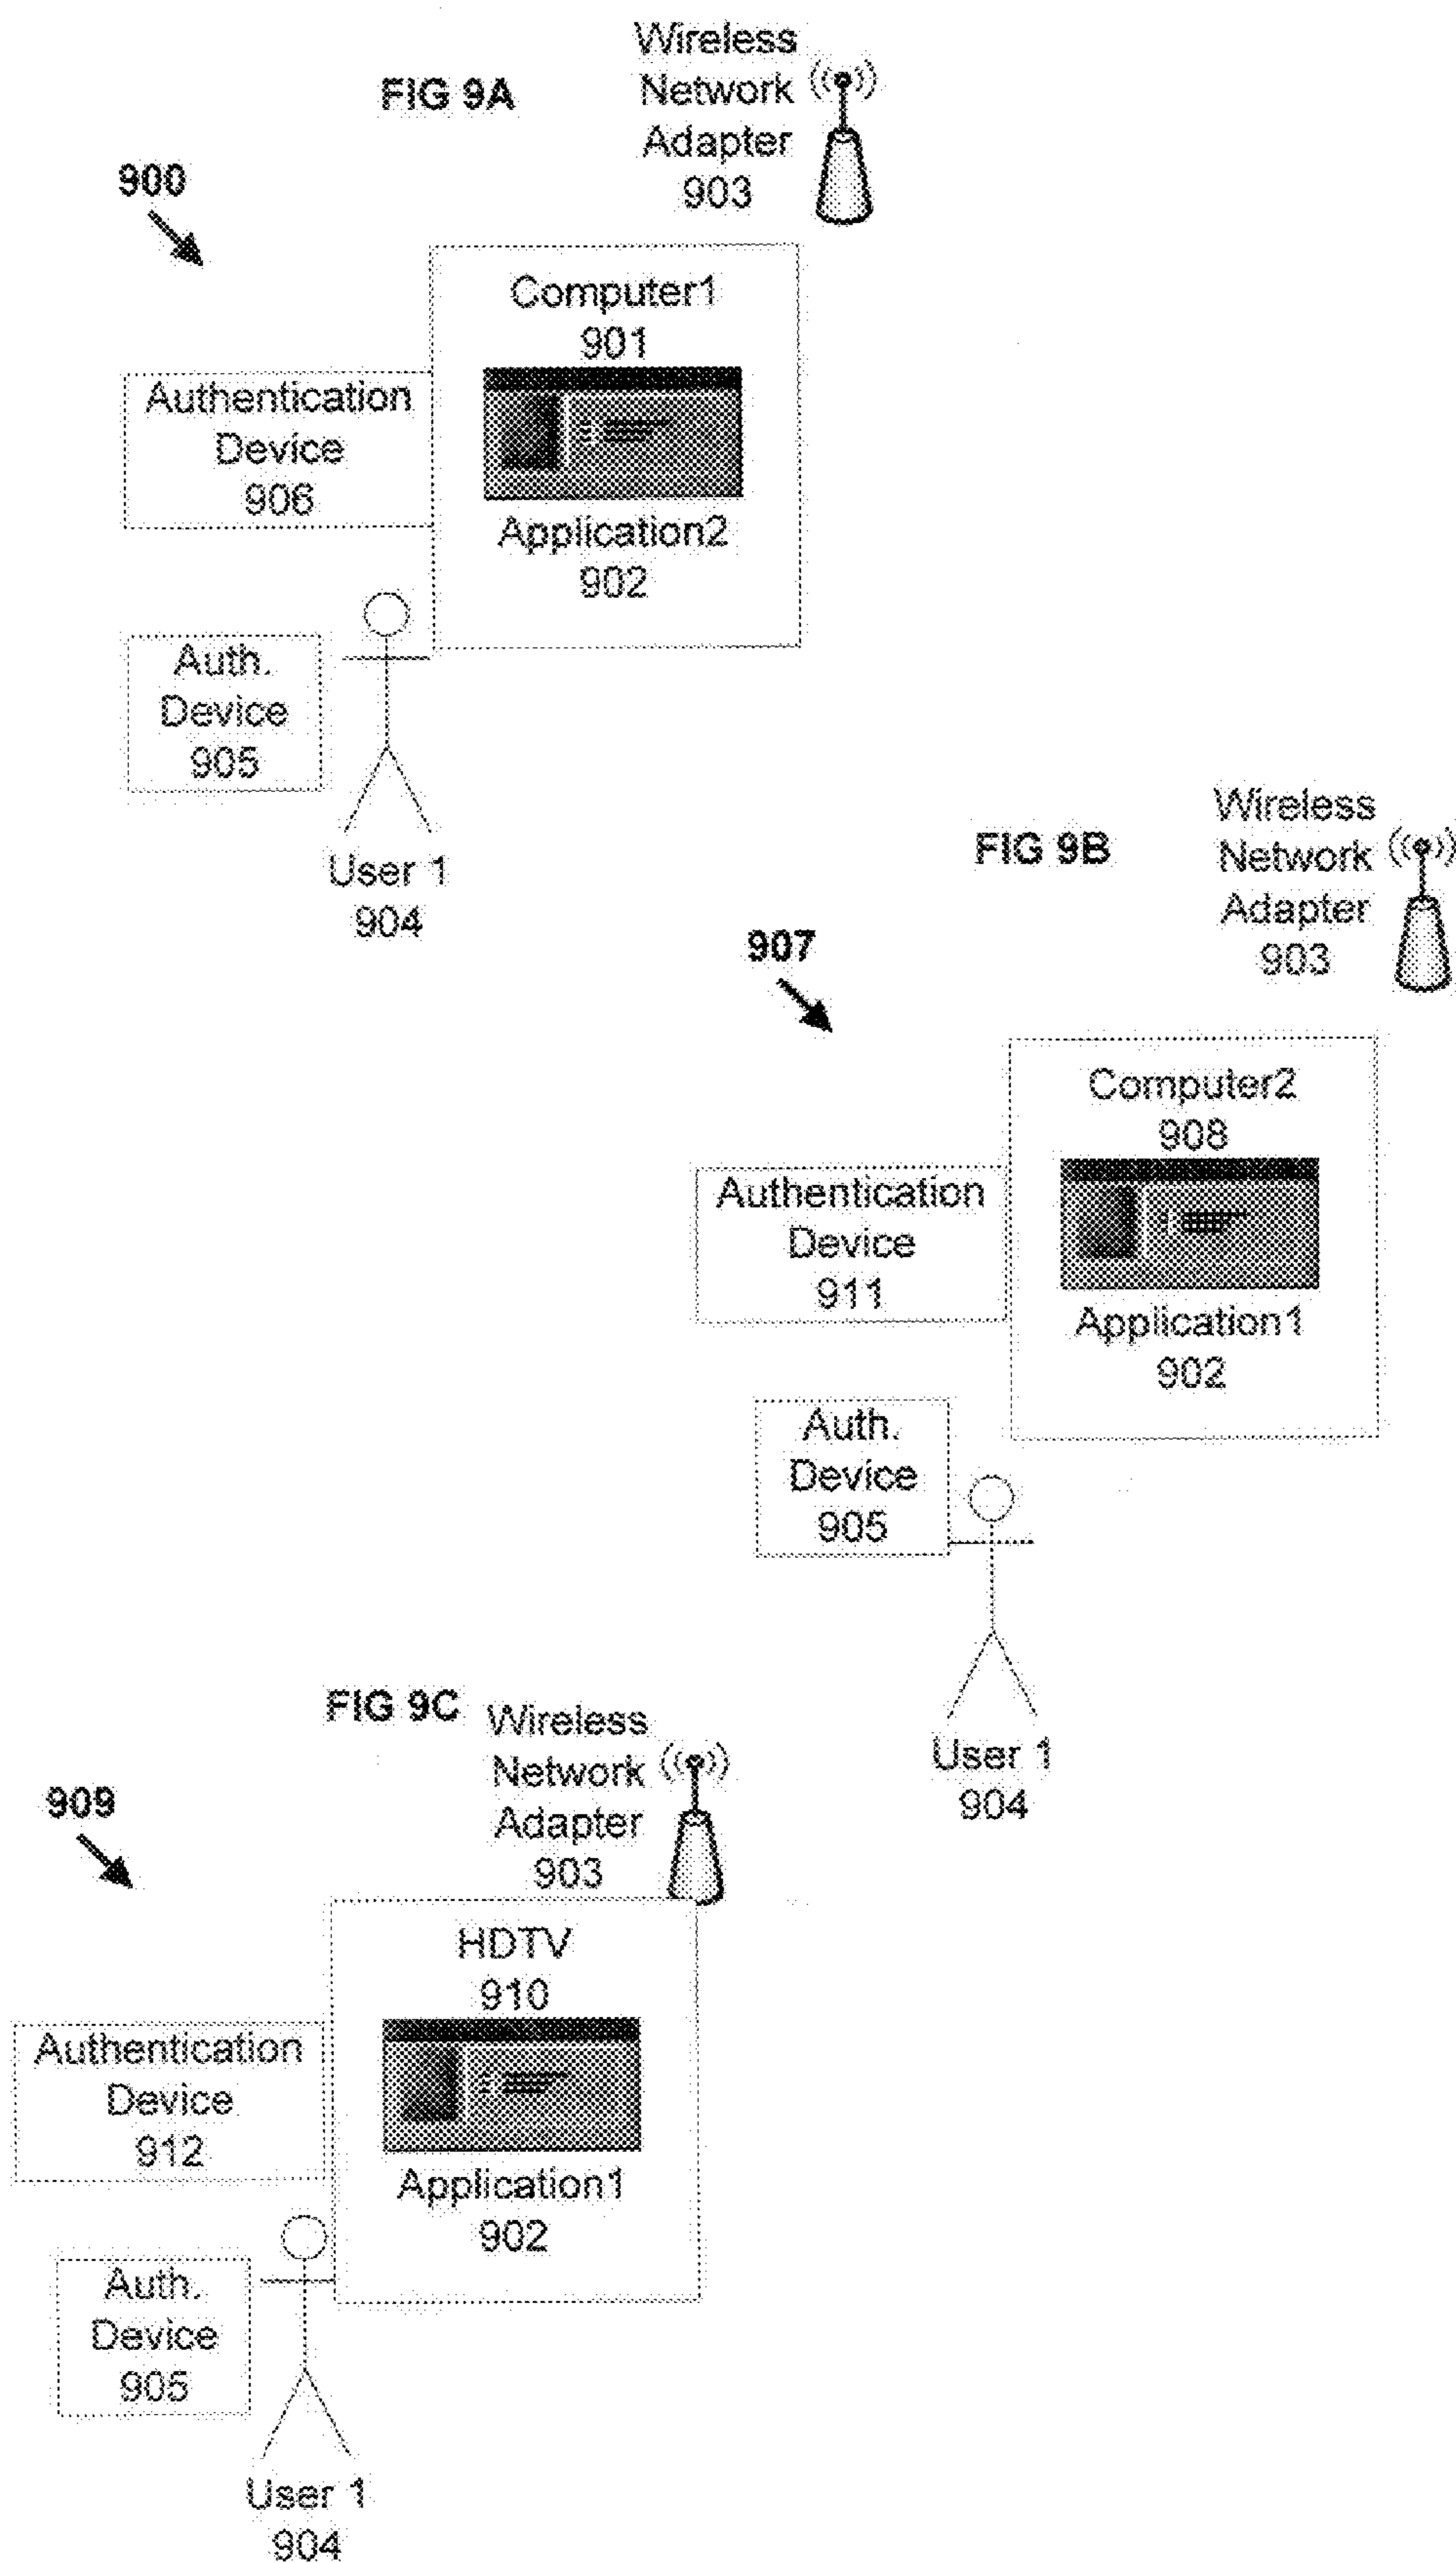 FIG 9A
Wireless
Network
Adapter
903
900
Computer1
901
Authentication
Device
906
Application2
902
Auth.
Device
905
User 1
904
FIG 9B
Wireless
Network
Adapter
903
907
Computer2
908
Authentication
Device
911
Application1
902
Auth.
Device
905
User 1
904
FIG 9C
Wireless
Network
Adapter
903
909
HDTV
910
Authentication
Device
912
Application1
902
Auth.
Device
905
User 1
904